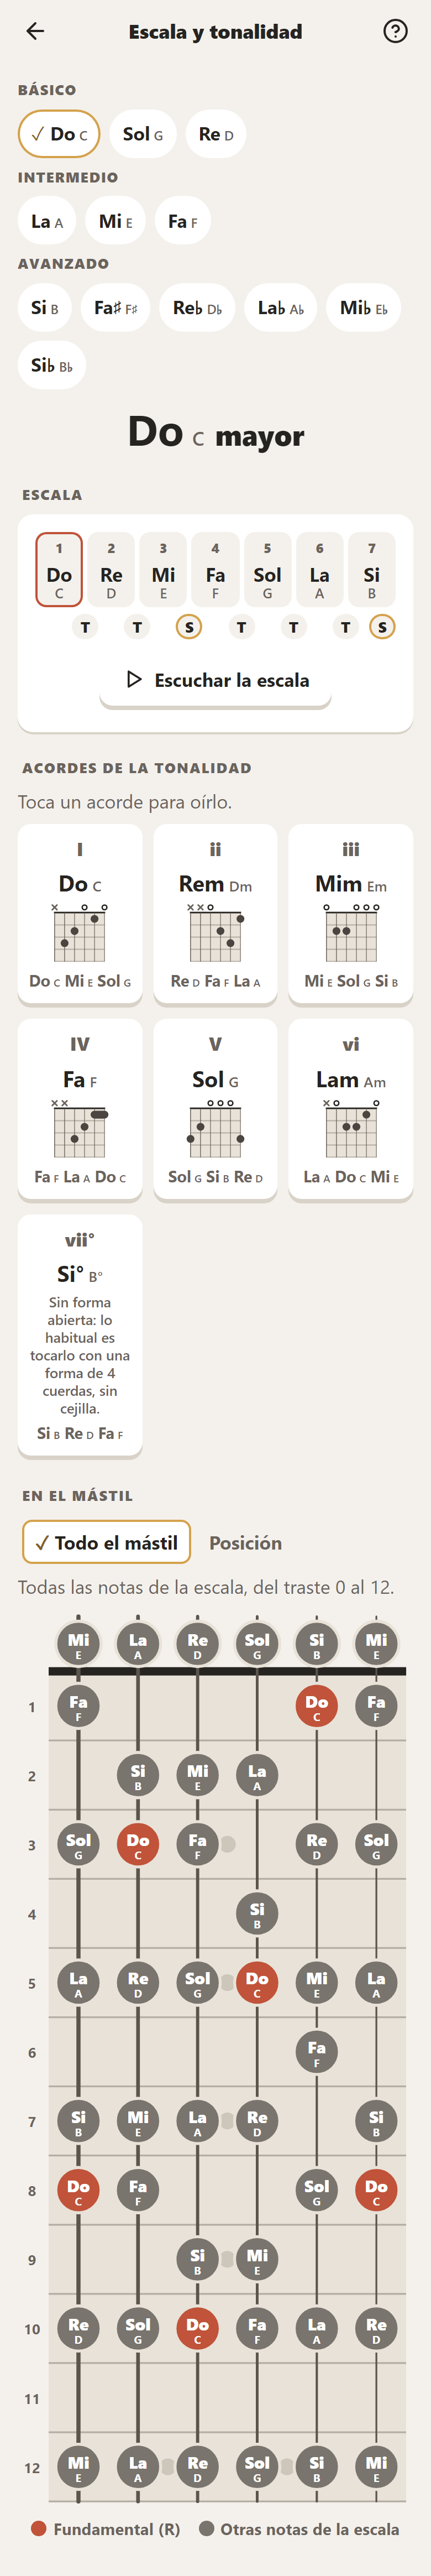 Escala y tonalidad
BÁSICO
✓ Do C Sol G Re D
INTERMEDIO
La A Mi E Fa F
AVANZADO
Si B Fa♯ F♯ Re♭ D♭ La♭ A♭ Mi♭ E♭
Si♭ B♭
Do C mayor
ESCALA
1 2 3 4 5 6 7
Do Re Mi Fa Sol La Si
C D E F G A B
T T S T T T S
Escuchar la escala
ACORDES DE LA TONALIDAD
Toca un acorde para oírlo.
I ii iii
Do C Rem Dm Mim Em
Do C Mi E Sol G Re D Fa F La A Mi E Sol G Si B
IV V vi
Fa F Sol G Lam Am
Fa F La A Do C Sol G Si B Re D La A Do C Mi E
vii°
Si° B°
Sin forma
abierta: lo
habitual es
tocarlo con una
forma de 4
cuerdas, sin
cejilla.
Si B Re D Fa F
EN EL MÁSTIL
✓ Todo el mástil Posición
Todas las notas de la escala, del traste 0 al 12.
Mi La Re Sol Si Mi
E A D G B E
1 Fa Do Fa
F C F
2 Si Mi La
B E A
3 Sol Do Fa Re Sol
G C F D G
4 Si
B
5 La Re Sol Do Mi La
A D G C E A
6 Fa
F
7 Si Mi La Re Si
B E A D B
8 Do Fa Sol Do
C F G C
9 Si Mi
B E
10 Re Sol Do Fa La Re
D G C F A D
11
12 Mi La Re Sol Si Mi
E A D G B E
Fundamental (R) Otras notas de la escala